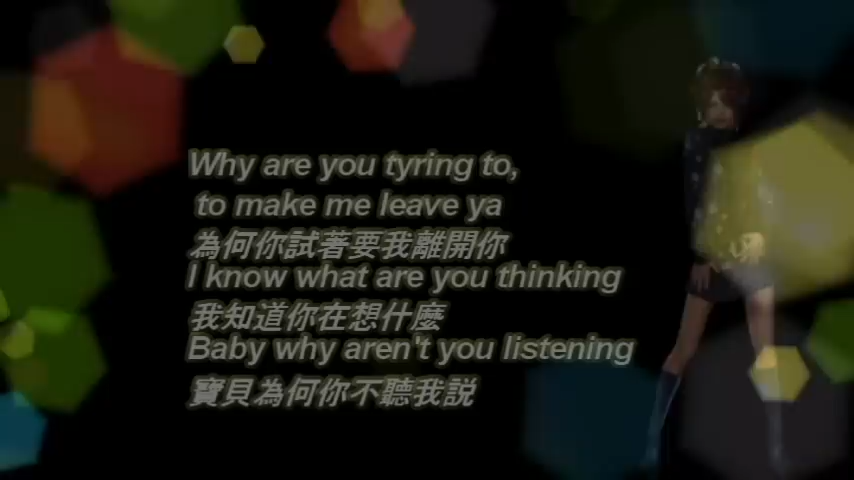 Why are you tyring to,
to make me leave ya
為何你試著要我離開你
I know what are you thinking
我知道你在想什麼
Baby why aren't you listening
寶貝為何你不聽我説